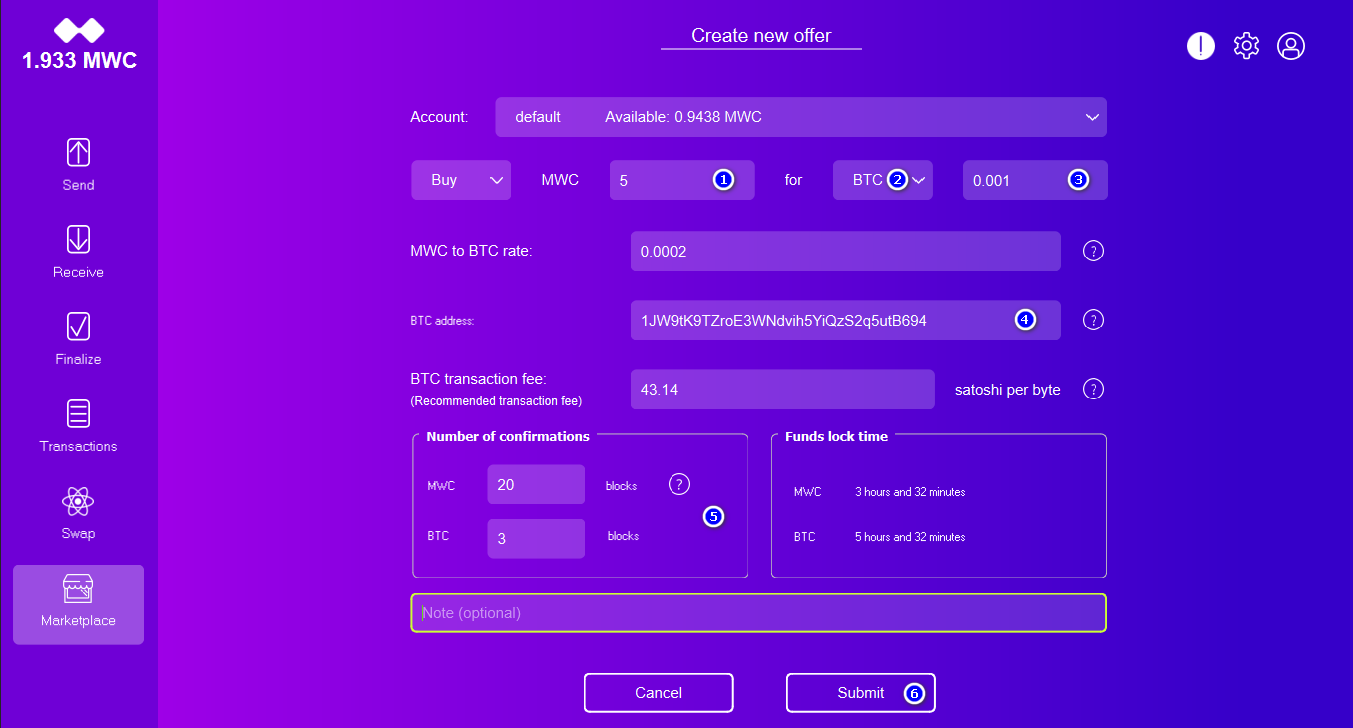 1.933 MWC
Send
Receive
Finalize
Transactions
Swap
Marketplace
Create new offer
Account: default Available: 0.9438 MWC
Buy MWC 5 1 for BTC 2 0.001 3
MWC to BTC rate: 0.0002 ?
BTC address: 1JW9tK9TZroE3WNdvih5YiQzS2q5utB694 4 ?
BTC transaction fee: 43.14 satoshi per byte ?
(Recommended transaction fee)
Number of confirmations
MWC 20 blocks ?
5
BTC 3 blocks
Funds lock time
MWC 3 hours and 32 minutes
BTC 5 hours and 32 minutes
Note (optional)
Cancel Submit 6